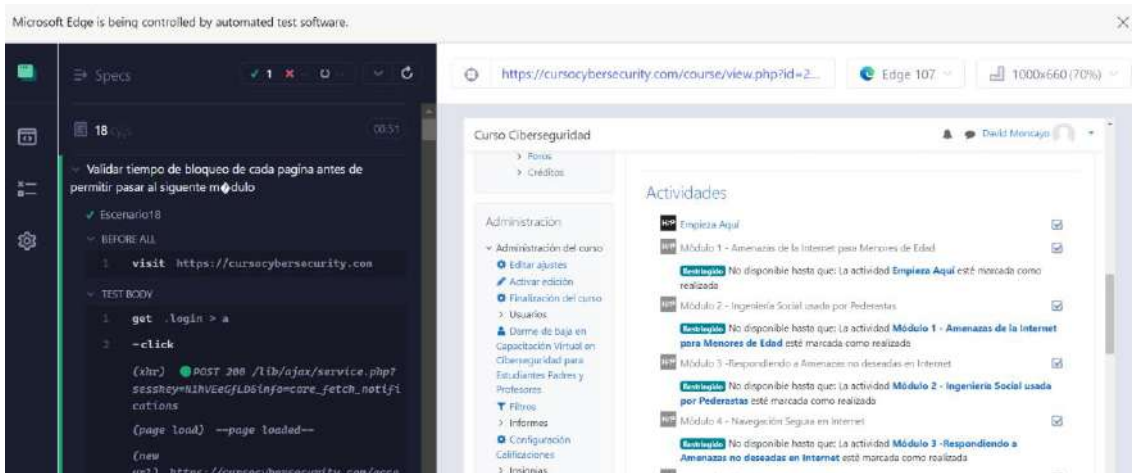 Microsoft Edge is being controlled by automated test software.
Specs
1
https://cursocybersecurity.com/course/view.php?id=2...
Edge 107
1000x660 (70%)
18
00:51
Validar tiempo de bloqueo de cada pagina antes de
permitir pasar al siguente m�dulo
Escenario18
BEFORE ALL
1 visit https://cursocybersecurity.com
TEST BODY
1 get .login > a
2 -click
(xhr) POST 200 /lib/ajax/service.php?
info=core_fetch_notifi
cations
(page load) --page loaded--
(new
Curso Ciberseguridad
David Moncayo
Foros
Créditos
Administración
Administración del curso
Editar ajustes
Activar edición
Finalización del curso
Usuarios
Darme de baja en
Capacitación Virtual en
Ciberseguridad para
Estudiantes Padres y
Profesores
Filtros
Informes
Configuración
Calificaciones
Insignias
Actividades
H5P Empieza Aquí
H5P Módulo 1 - Amenazas de la Internet para Menores de Edad
Restringido No disponible hasta que: La actividad Empieza Aquí esté marcada como
realizada
H5P Módulo 2 - Ingeniería Social usada por Pederastas
Restringido No disponible hasta que: La actividad Módulo 1 - Amenazas de la Internet
para Menores de Edad esté marcada como realizada
H5P Módulo 3 -Respondiendo a Amenazas no deseadas en Internet
Restringido No disponible hasta que: La actividad Módulo 2 - Ingeniería Social usada
por Pederastas esté marcada como realizada
H5P Módulo 4 - Navegación Segura en Internet
Restringido No disponible hasta que: La actividad Módulo 3 -Respondiendo a
Amenazas no deseadas en Internet esté marcada como realizada